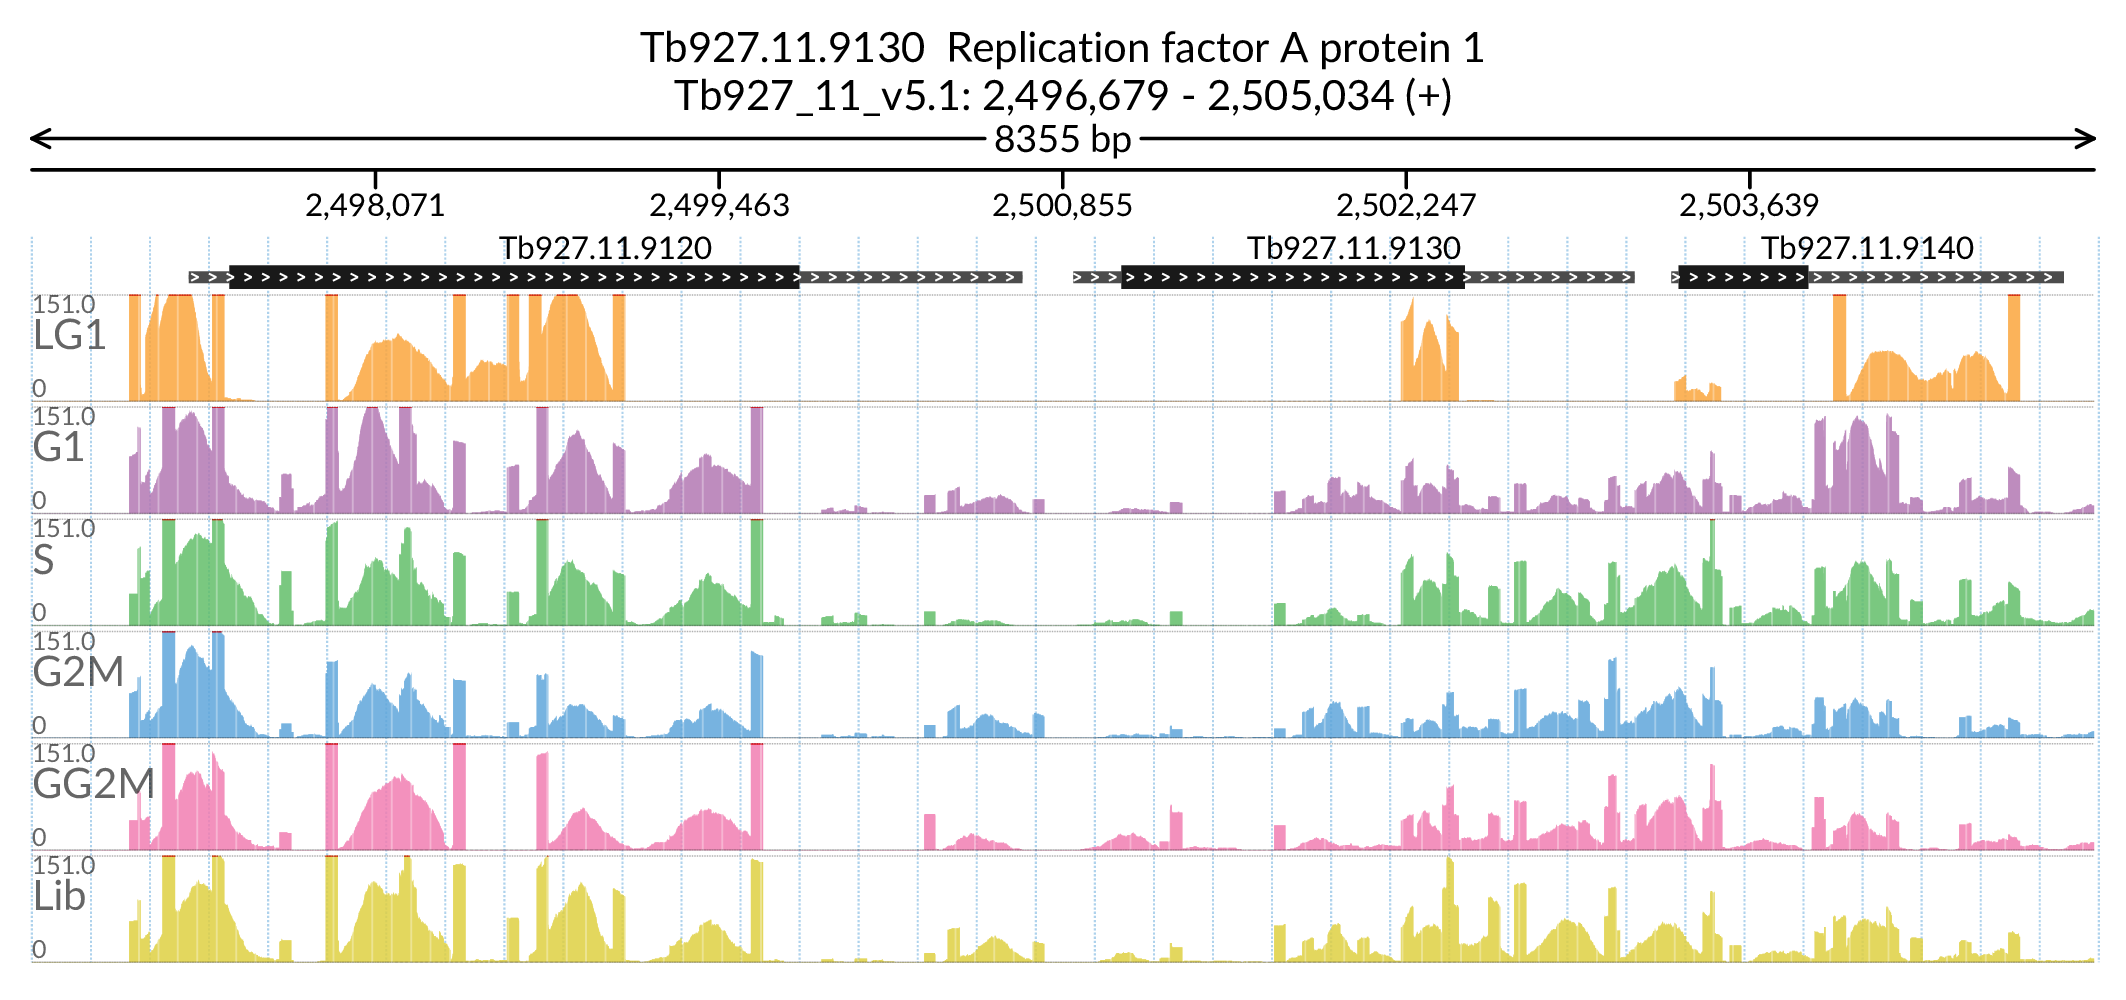 Tb927.11.9130  Replication factor A protein 1
Tb927_11_v5.1: 2,496,679 - 2,505,034 (+)
8355 bp
2,498,071 2,499,463 2,500,855 2,502,247 2,503,639
Tb927.11.9120 Tb927.11.9130 Tb927.11.9140
151.0
LG1
0
151.0
G1
0
151.0
S
0
151.0
G2M
0
151.0
GG2M
0
151.0
Lib
0